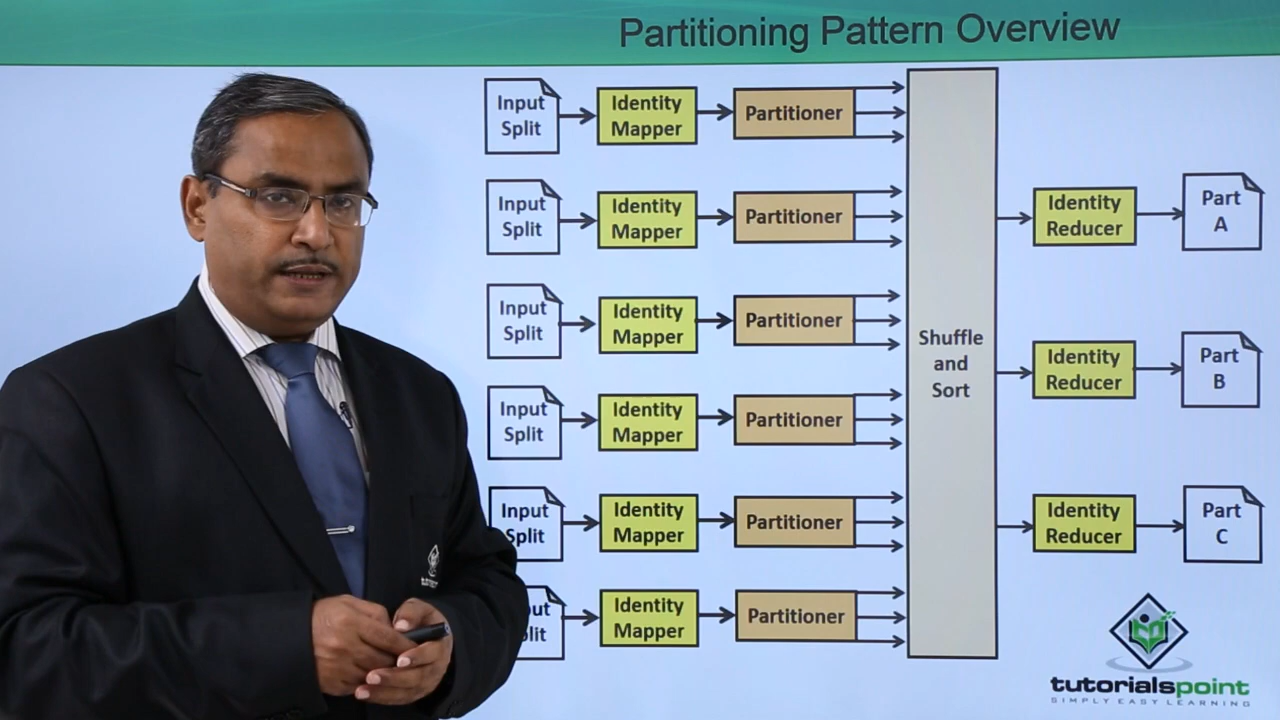 Partitioning Pattern Overview
Input
Split
Identity
Mapper
Partitioner
Input
Split
Identity
Mapper
Partitioner
Input
Split
Identity
Mapper
Partitioner
Input
Split
Identity
Mapper
Partitioner
Input
Split
Identity
Mapper
Partitioner
Identity
Mapper
Partitioner
Shuffle
and
Sort
Identity
Reducer
Part
A
Identity
Reducer
Part
B
Identity
Reducer
Part
C
tutorialspoint
SIMPLY EASY LEARNING